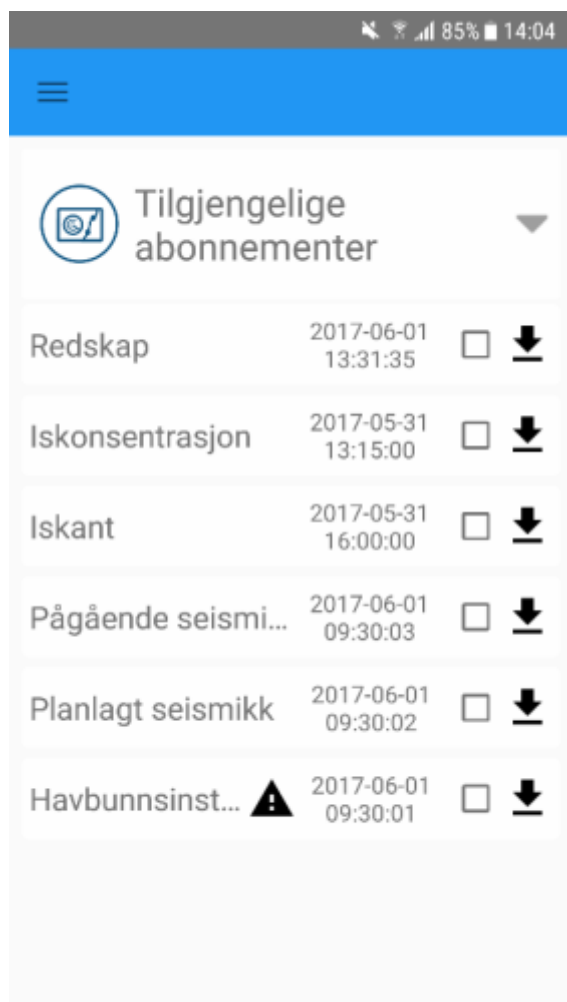 85% 14:04
Tilgjengelige
abonnementer
Redskap
2017-06-01
13:31:35
Iskonsentrasjon
2017-05-31
13:15:00
Iskant
2017-05-31
16:00:00
Pågående seismi...
2017-06-01
09:30:03
Planlagt seismikk
2017-06-01
09:30:02
Havbunnsinst...
2017-06-01
09:30:01